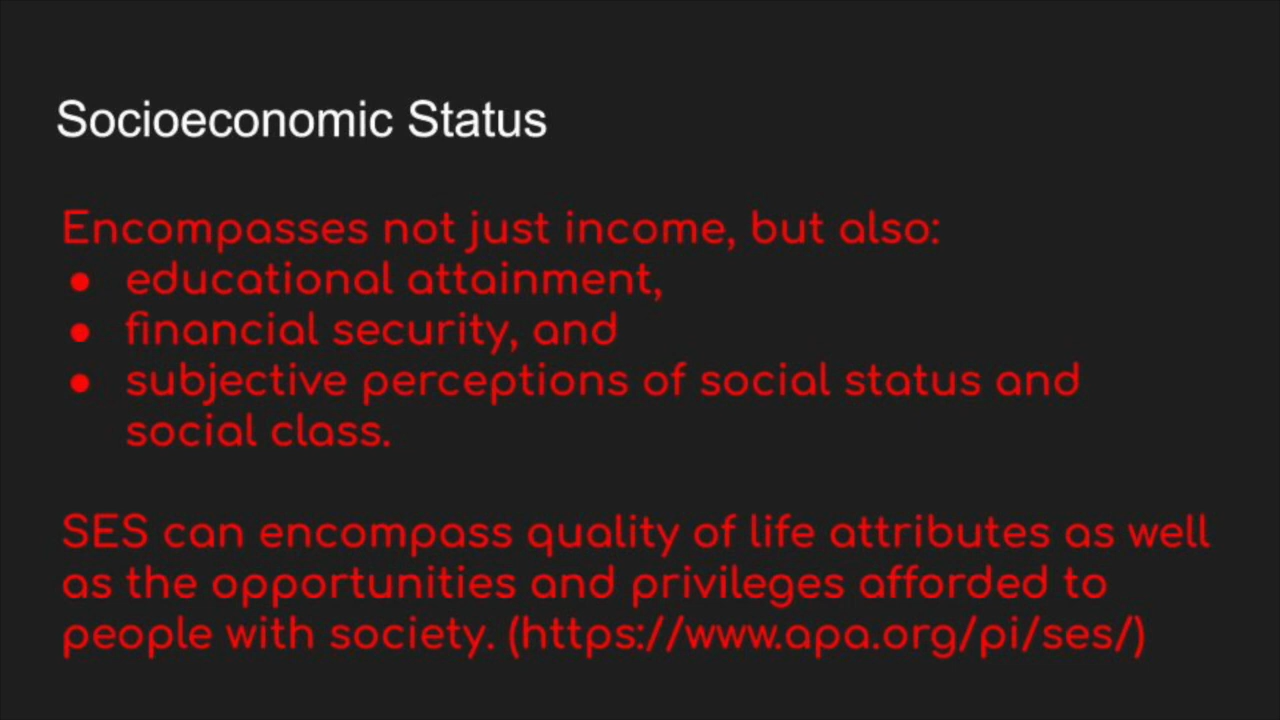 Socioeconomic Status
Encompasses not just income, but also:
● educational attainment,
● financial security, and
● subjective perceptions of social status and
social class.
SES can encompass quality of life attributes as well
as the opportunities and privileges afforded to
people with society. (https://www.apa.org/pi/ses/)